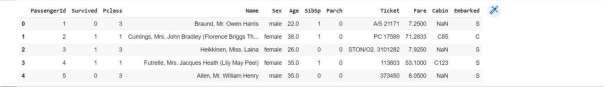 PassengerId Survived Pclass Name Sex Age SibSp Parch Ticket Fare Cabin Embarked
0 1 0 3 Braund, Mr. Owen Harris male 22.0 1 0 A/5 21171 7.2500 NaN S
1 2 1 1 Cumings, Mrs. John Bradley (Florence Briggs Th... female 38.0 1 0 PC 17599 71.2833 C85 C
2 3 1 3 Heikkinen, Miss. Laina female 26.0 0 0 STON/O2. 3101282 7.9250 NaN S
3 4 1 1 Futrelle, Mrs. Jacques Heath (Lily May Peel) female 35.0 1 0 113803 53.1000 C123 S
4 5 0 3 Allen, Mr. William Henry male 35.0 0 0 373450 8.0500 NaN S